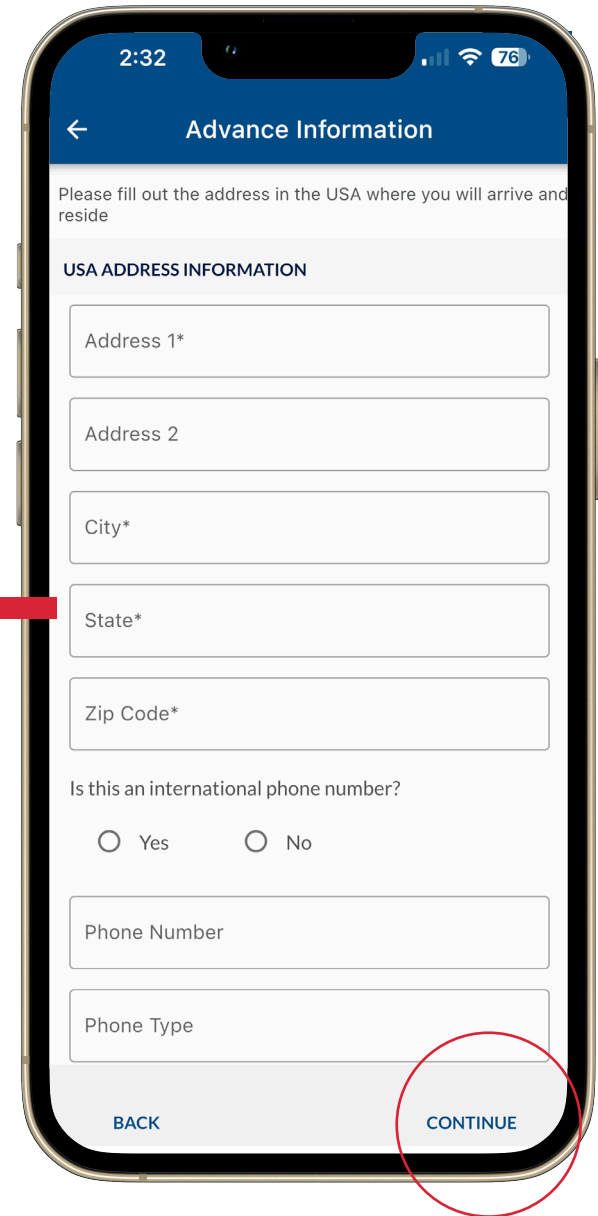 2:32
76
Advance Information
Please fill out the address in the USA where you will arrive and
reside
USA ADDRESS INFORMATION
Address 1*
Address 2
City*
State*
Zip Code*
Is this an international phone number?
Yes No
Phone Number
Phone Type
BACK CONTINUE